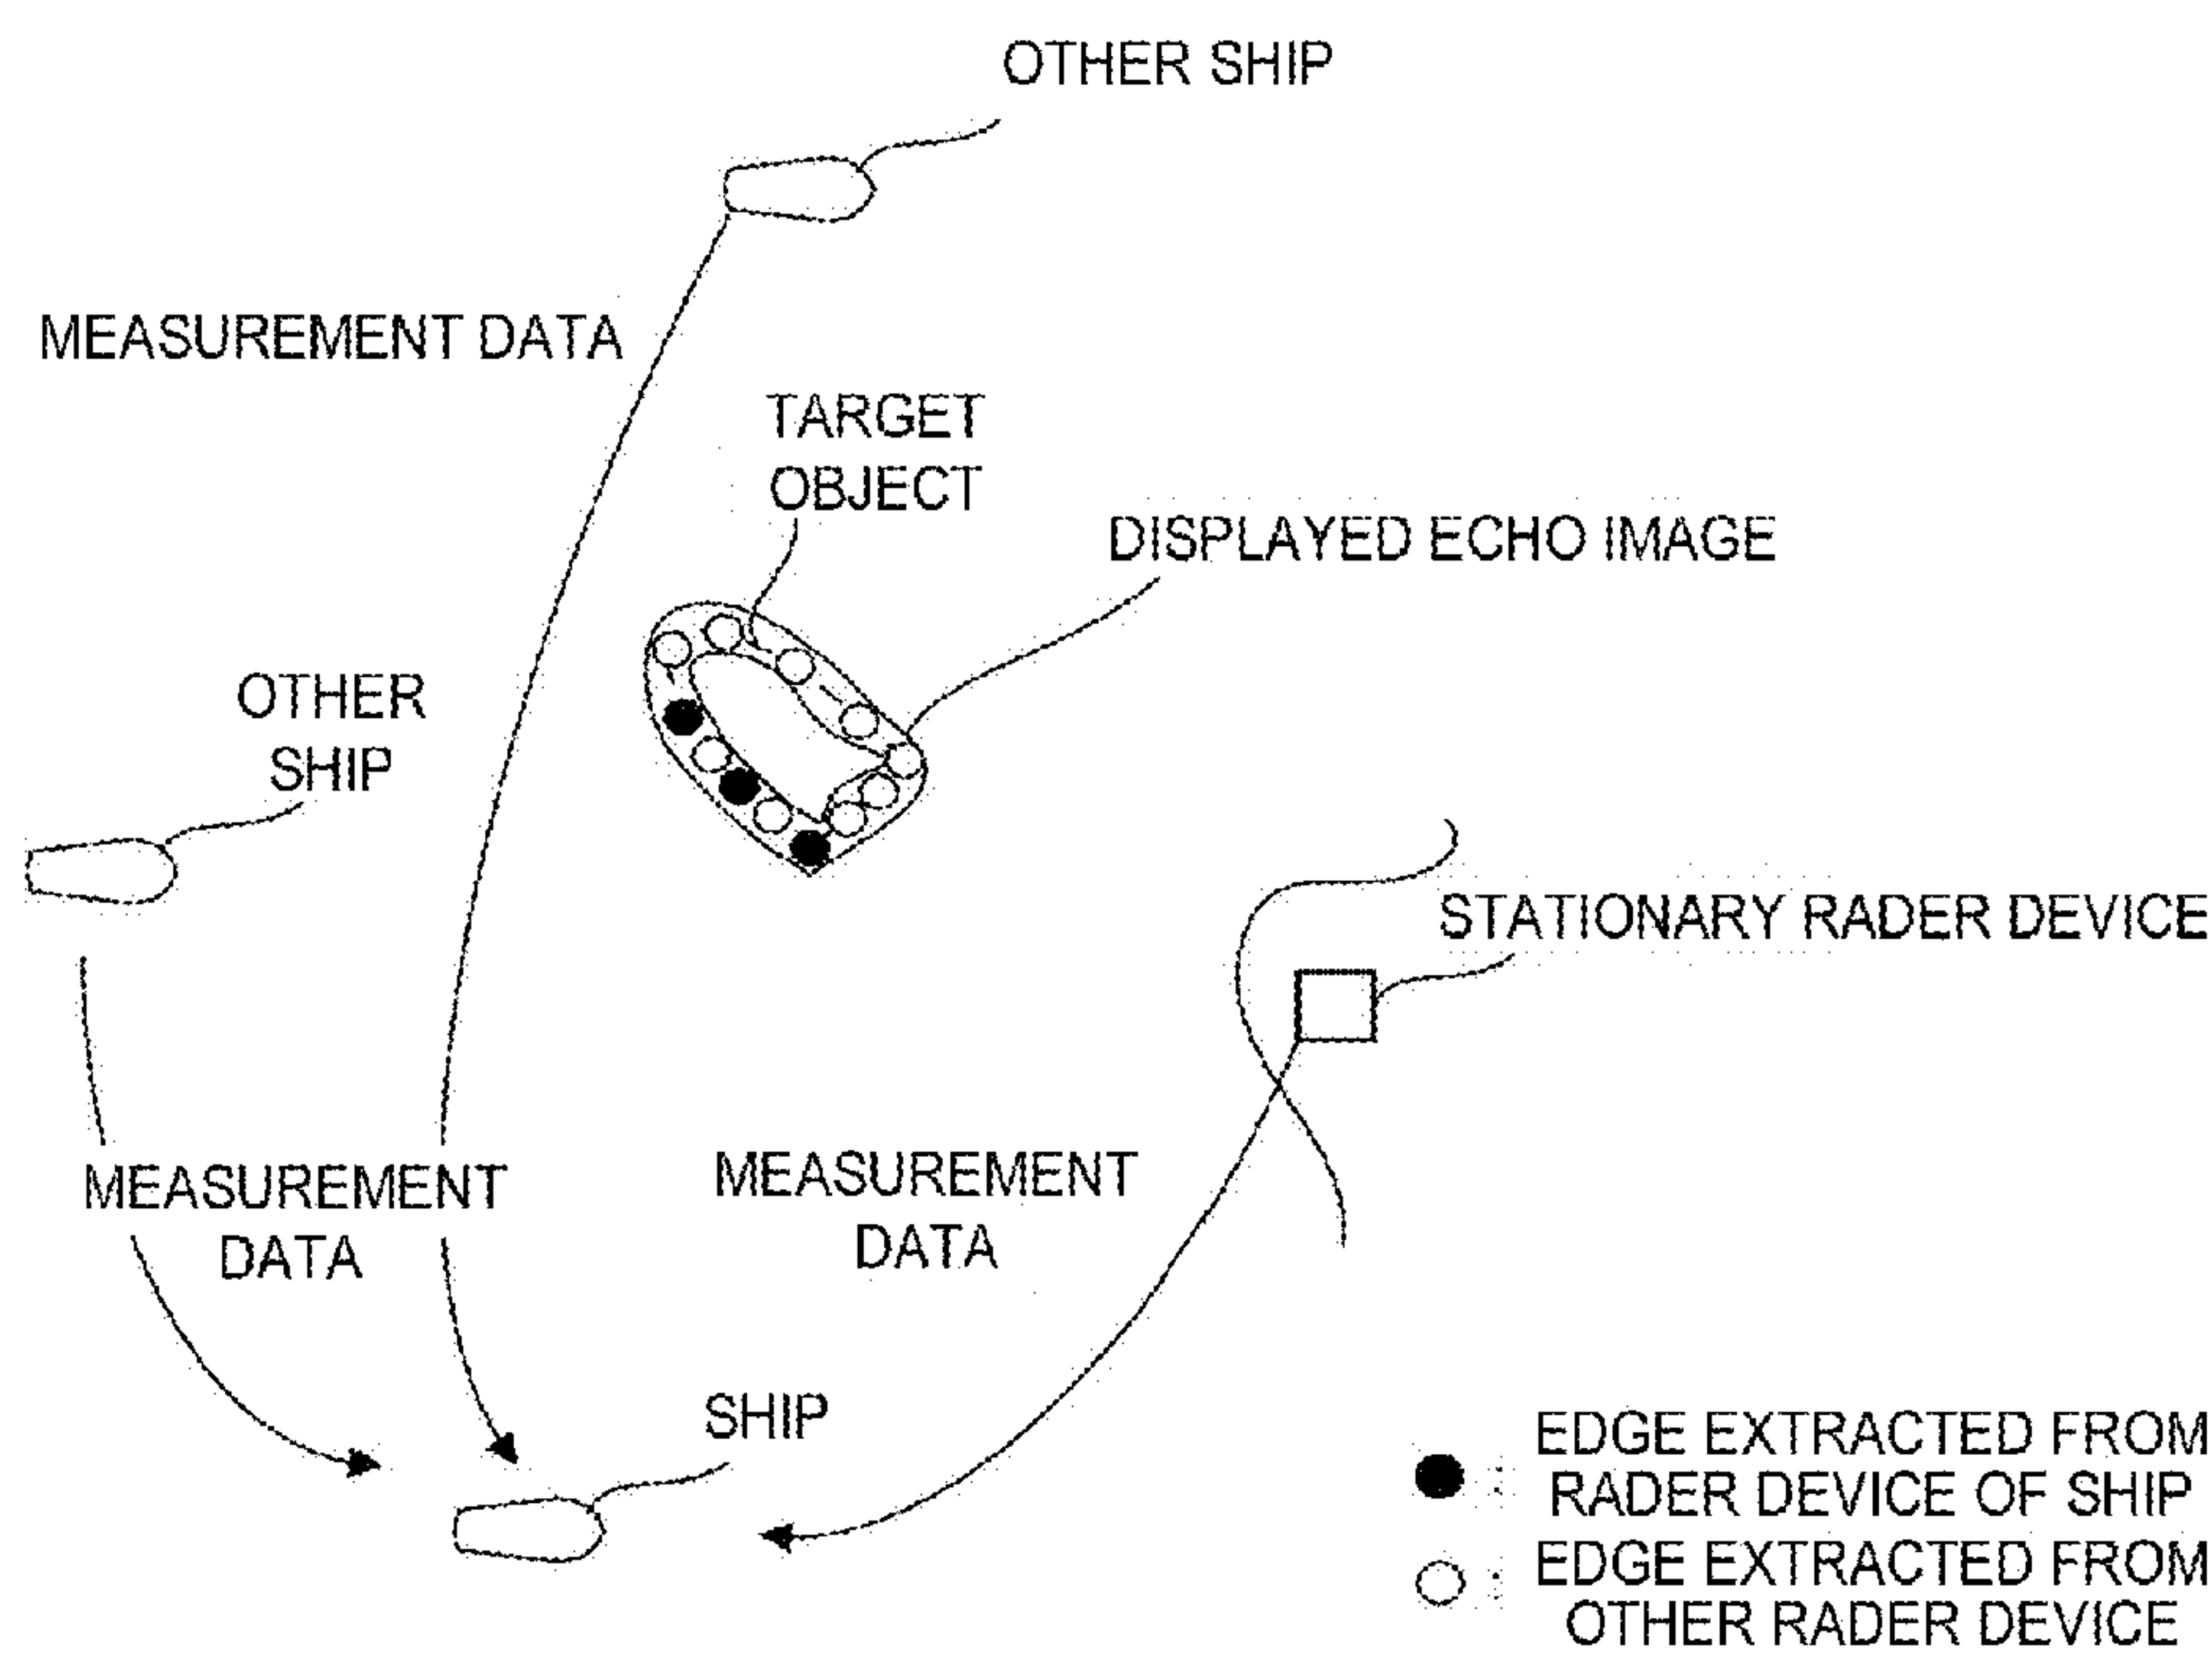 OTHER SHIP
MEASUREMENT DATA
TARGET
OBJECT
DISPLAYED ECHO IMAGE
OTHER
SHIP
STATIONARY RADER DEVICE
MEASUREMENT
DATA
MEASUREMENT
DATA
SHIP
EDGE EXTRACTED FROM
RADER DEVICE OF SHIP
EDGE EXTRACTED FROM
OTHER RADER DEVICE